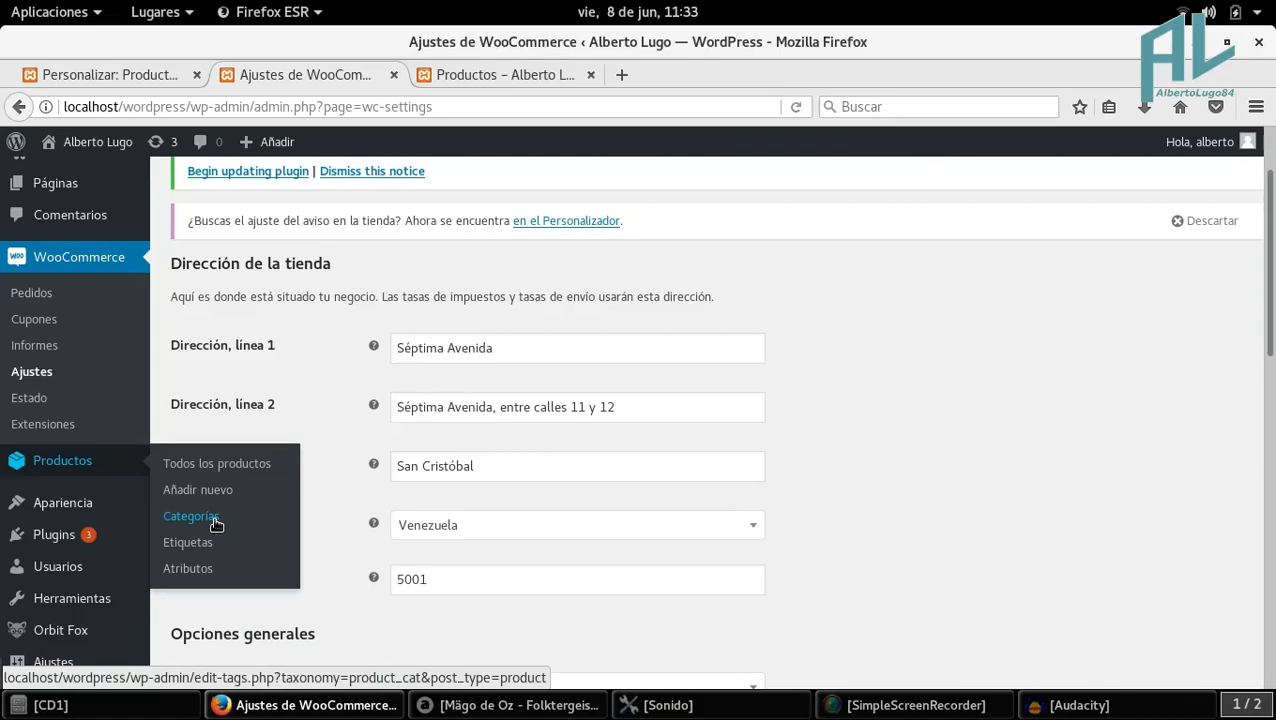 Aplicaciones
Lugares
Firefox ESR
vie, 8 de jun, 11:33
Ajustes de WooCommerce ‹ Alberto Lugo — WordPress - Mozilla Firefox
Personalizar: Product...
Ajustes de WooCom...
Productos – Alberto L...
localhost/wordpress/wp-admin/admin.php?page=wc-settings
Buscar
AL
AlbertoLugo84
Alberto Lugo
3
0
Añadir
Hola, alberto
Begin updating plugin | Dismiss this notice
¿Buscas el ajuste del aviso en la tienda? Ahora se encuentra en el Personalizador.
Descartar
Páginas
Comentarios
WooCommerce
Pedidos
Cupones
Informes
Ajustes
Estado
Extensiones
Productos
Todos los productos
Añadir nuevo
Categorías
Etiquetas
Atributos
Apariencia
Plugins 3
Usuarios
Herramientas
Orbit Fox
Ajustes
Dirección de la tienda
Aquí es donde está situado tu negocio. Las tasas de impuestos y tasas de envío usarán esta dirección.
Dirección, línea 1
Séptima Avenida
Dirección, línea 2
Séptima Avenida, entre calles 11 y 12
San Cristóbal
Venezuela
5001
Opciones generales
localhost/wordpress/wp-admin/edit-tags.php?taxonomy=product_cat&post_type=product
[CD1]
Ajustes de WooCommerce...
[Mägo de Oz - Folktergeis...
[Sonido]
[SimpleScreenRecorder]
[Audacity]
1 / 2